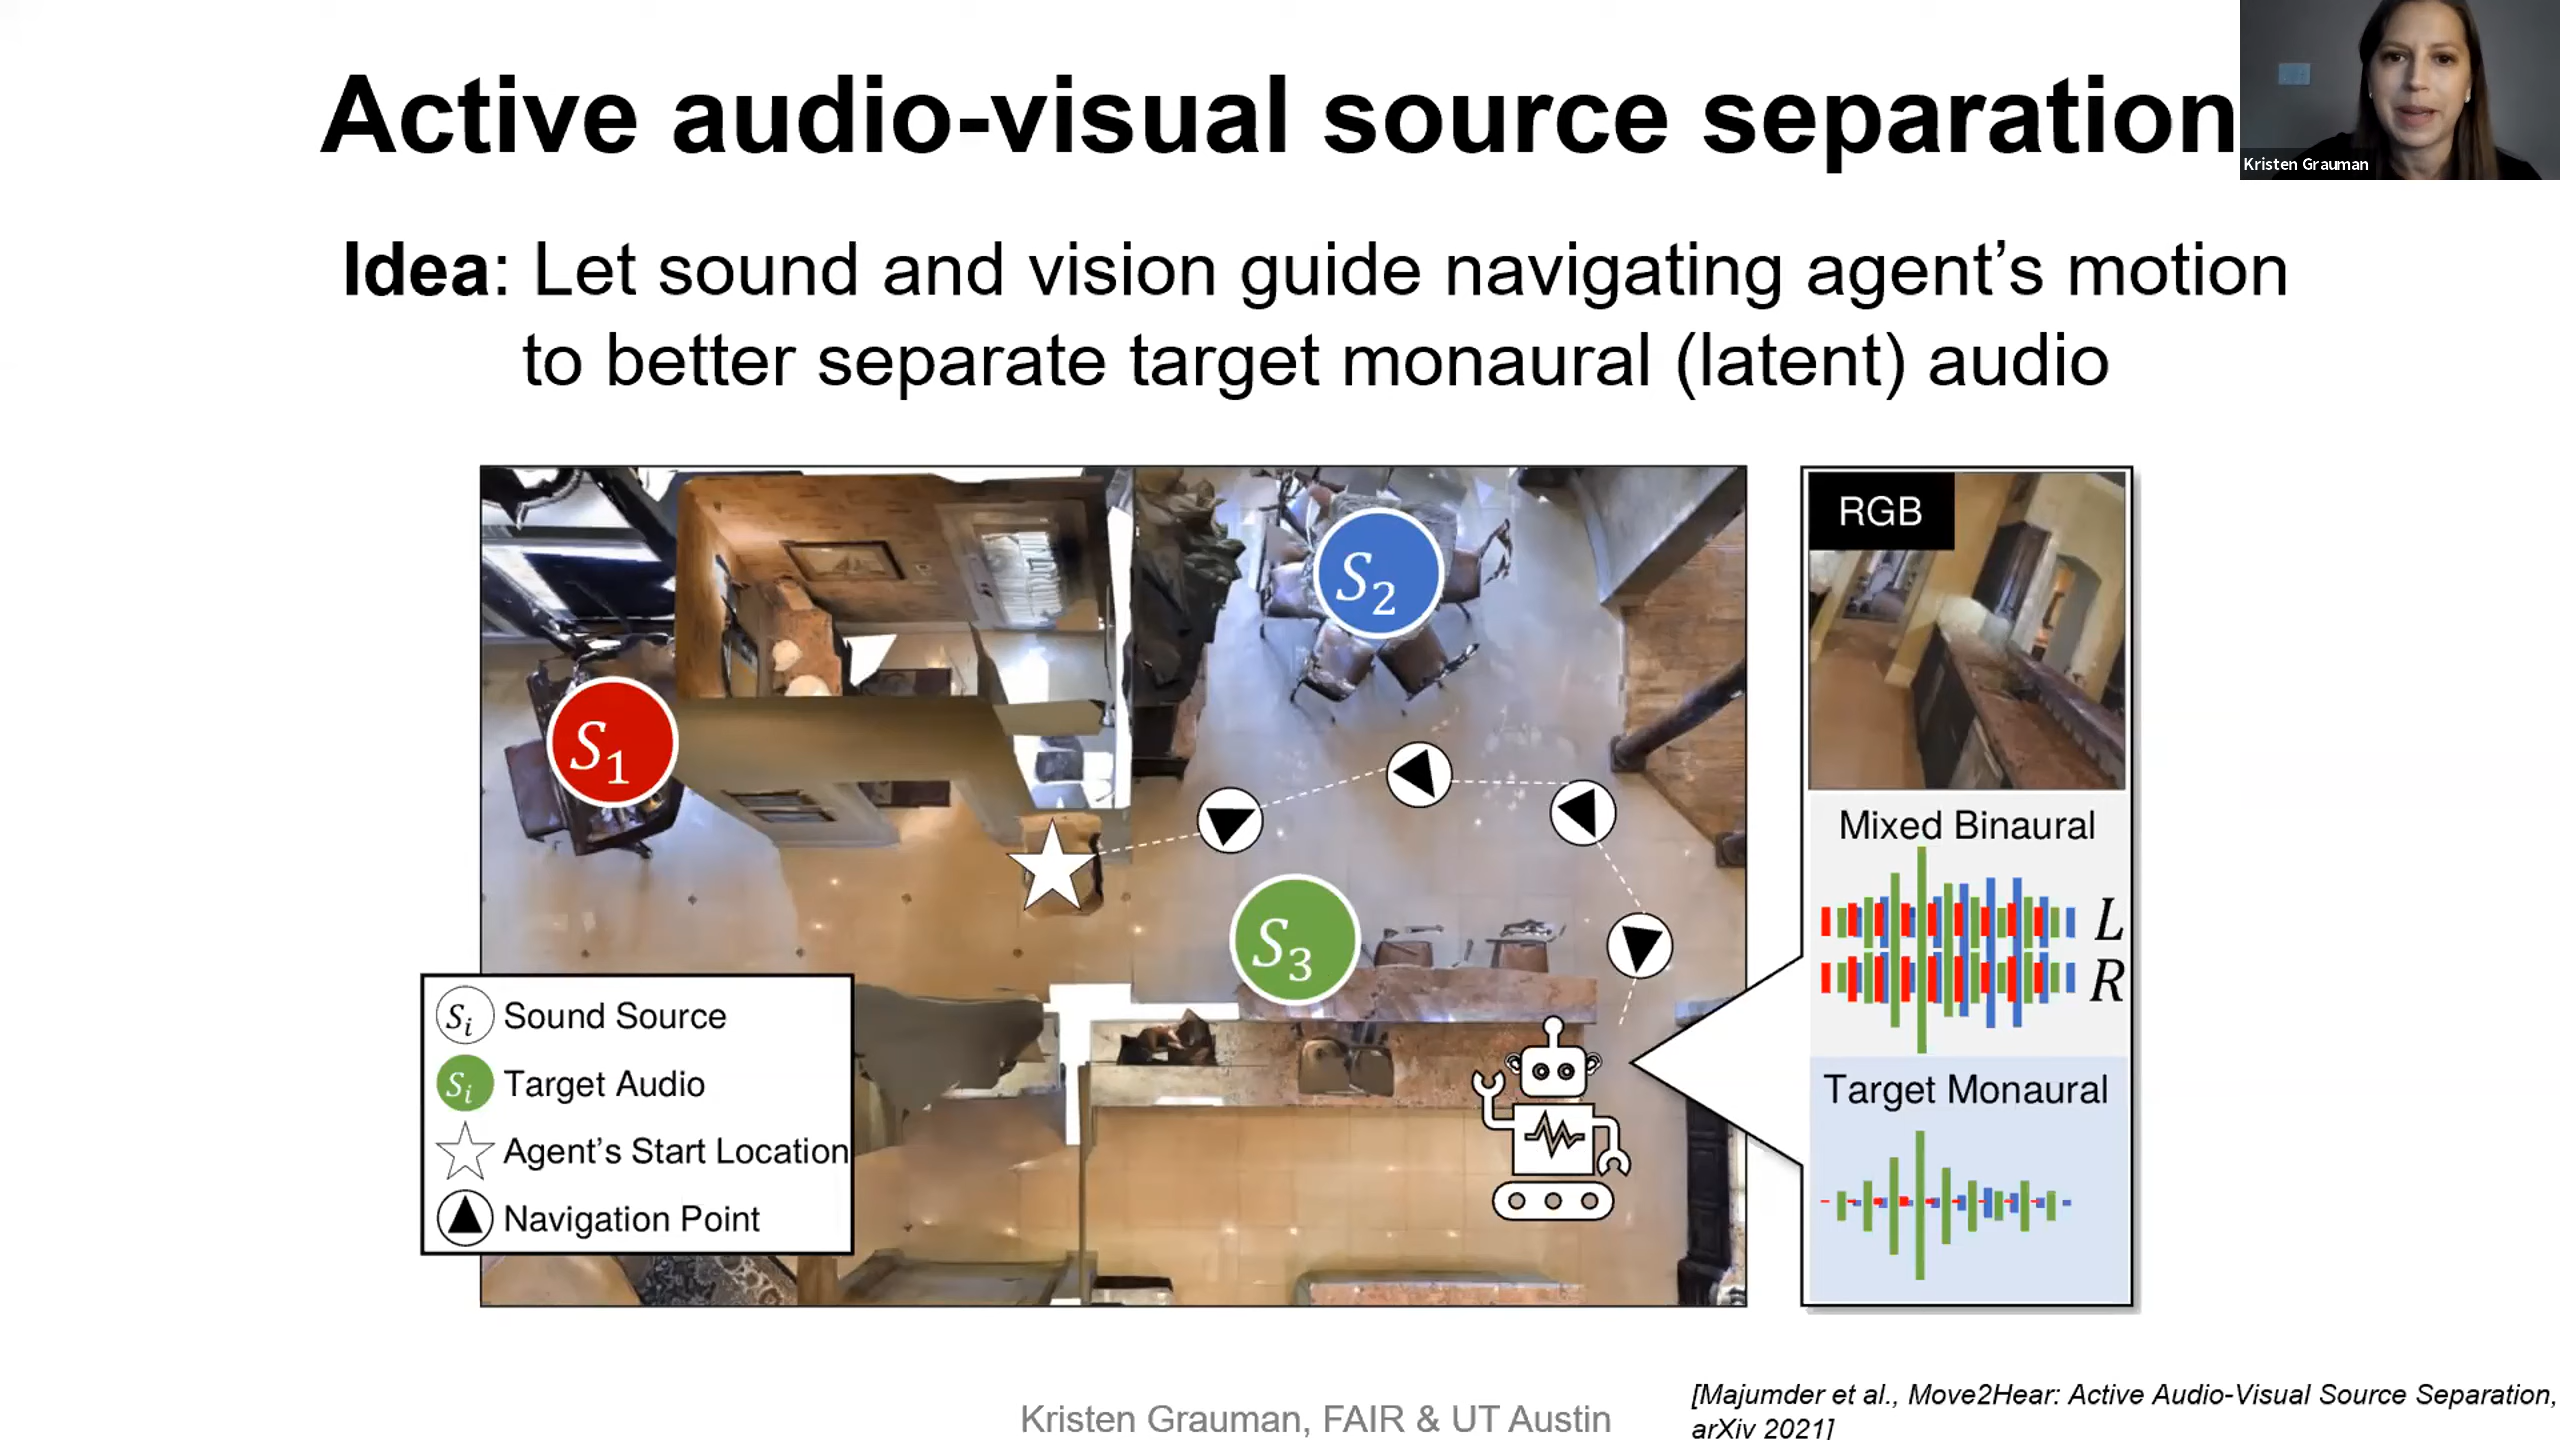 Active audio-visual source separation
Kristen Grauman
Idea: Let sound and vision guide navigating agent’s motion
to better separate target monaural (latent) audio
RGB
S2
S1
Mixed Binaural
L
R
S3
Si Sound Source
Si Target Audio
Agent’s Start Location
Navigation Point
Target Monaural
Kristen Grauman, FAIR & UT Austin
[Majumder et al., Move2Hear: Active Audio-Visual Source Separation,
arXiv 2021]